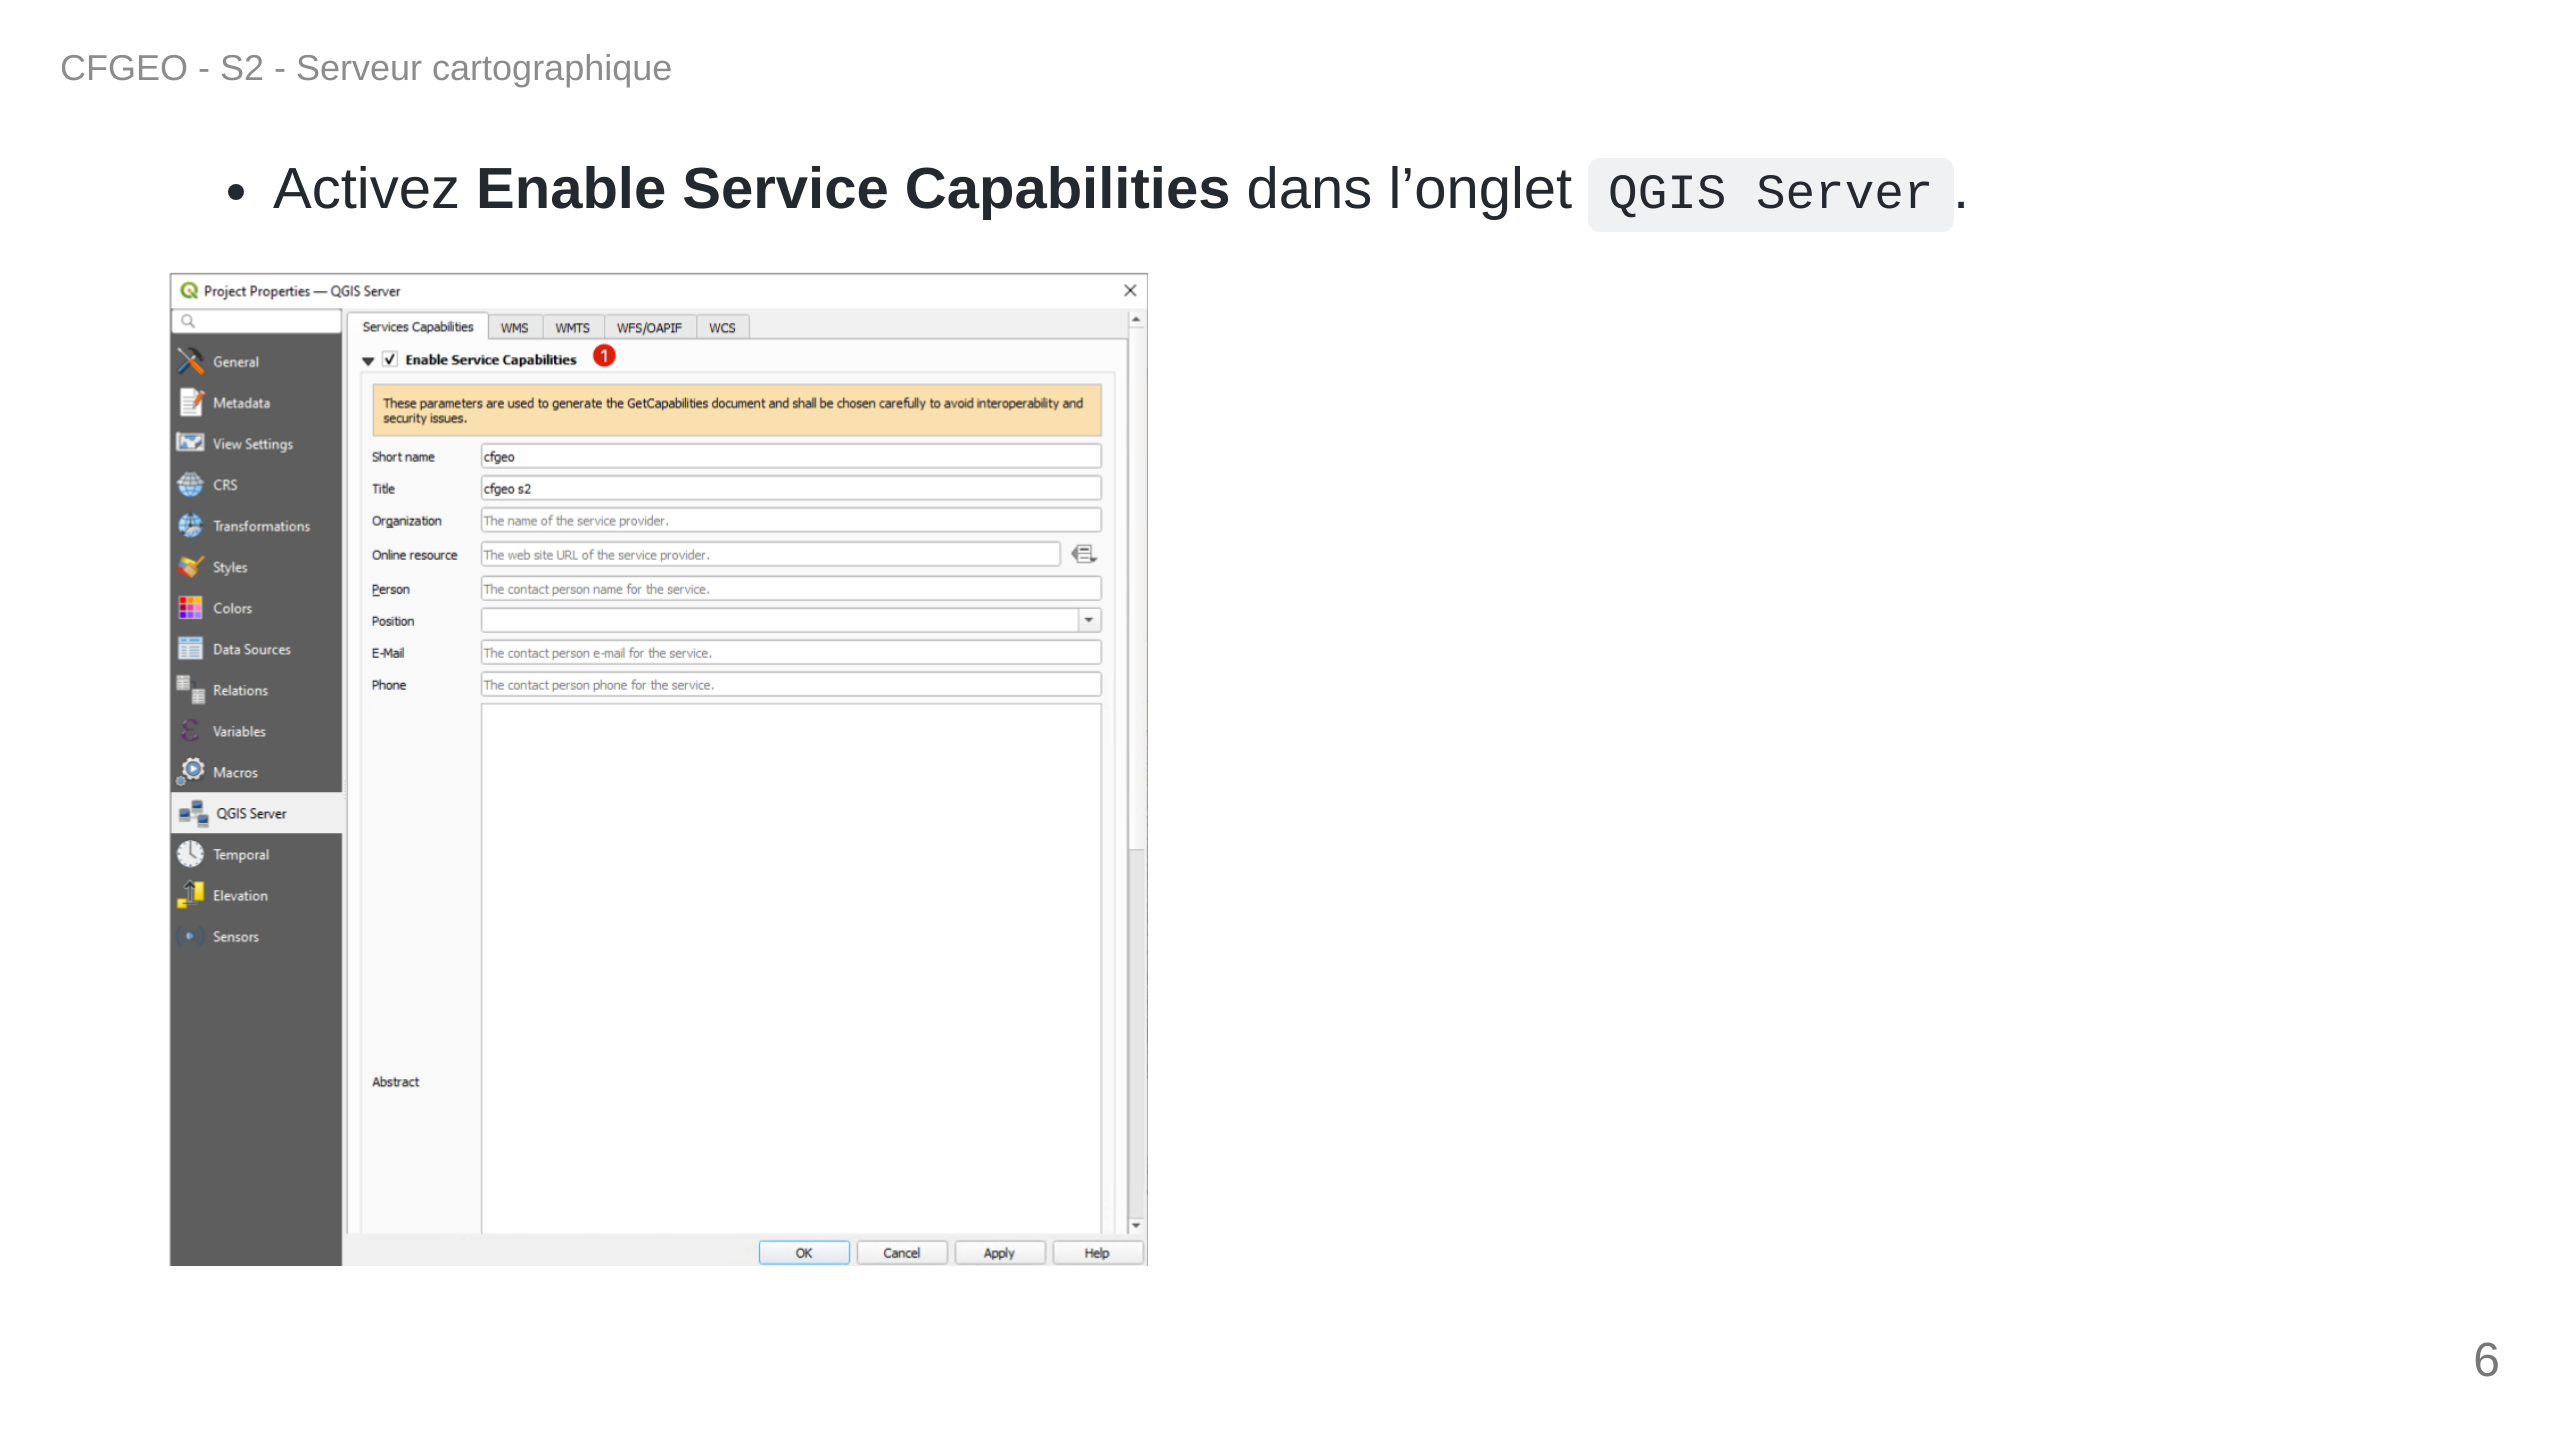 CFGEO - S2 - Serveur cartographique
• Activez Enable Service Capabilities dans l’onglet QGIS Server.
Project Properties — QGIS Server
Services Capabilities WMS WMTS WFS/OAPIF WCS
Enable Service Capabilities 1
These parameters are used to generate the GetCapabilities document and shall be chosen carefully to avoid interoperability and
security issues.
Short name cfgeo
Title cfgeo s2
Organization The name of the service provider.
Online resource The web site URL of the service provider.
Person The contact person name for the service.
Position
E-Mail The contact person e-mail for the service.
Phone The contact person phone for the service.
Abstract
General
Metadata
View Settings
CRS
Transformations
Styles
Colors
Data Sources
Relations
Variables
Macros
QGIS Server
Temporal
Elevation
Sensors
OK Cancel Apply Help
6